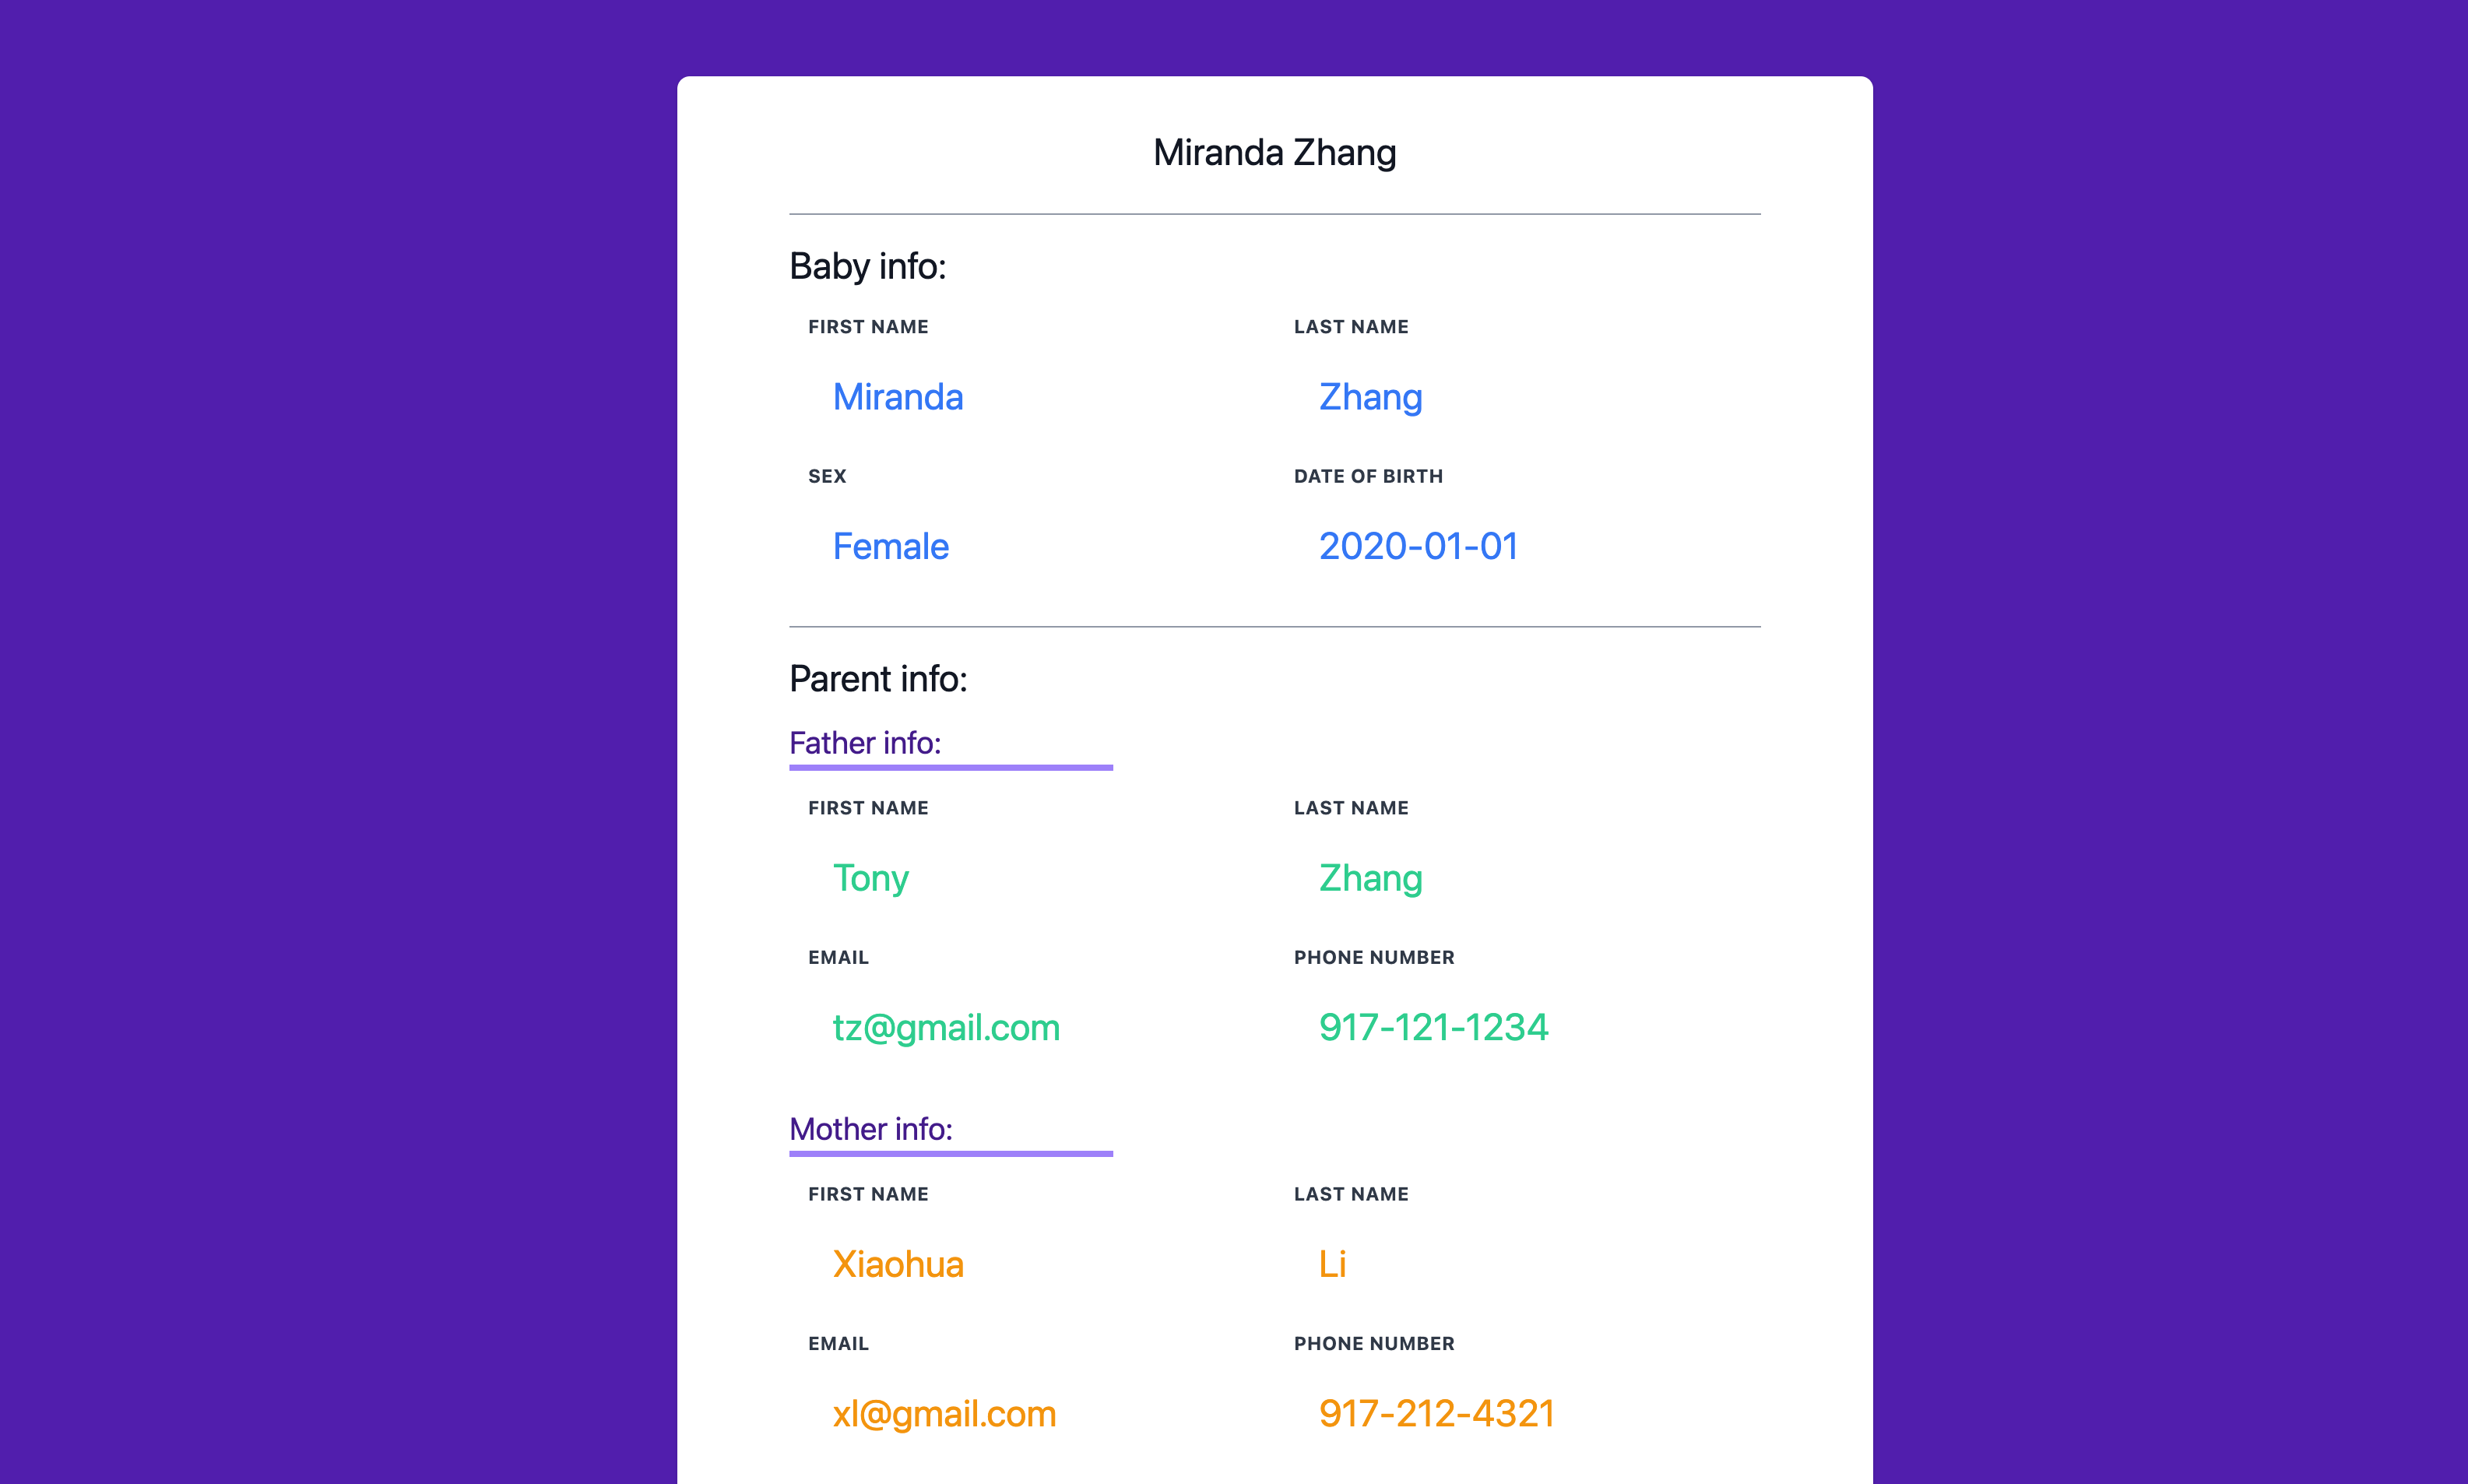 Miranda Zhang
Baby info:
FIRST NAME LAST NAME
Miranda Zhang
SEX DATE OF BIRTH
Female 2020-01-01
Parent info:
Father info:
FIRST NAME LAST NAME
Tony Zhang
EMAIL PHONE NUMBER
tz@gmail.com 917-121-1234
Mother info:
FIRST NAME LAST NAME
Xiaohua Li
EMAIL PHONE NUMBER
xl@gmail.com 917-212-4321